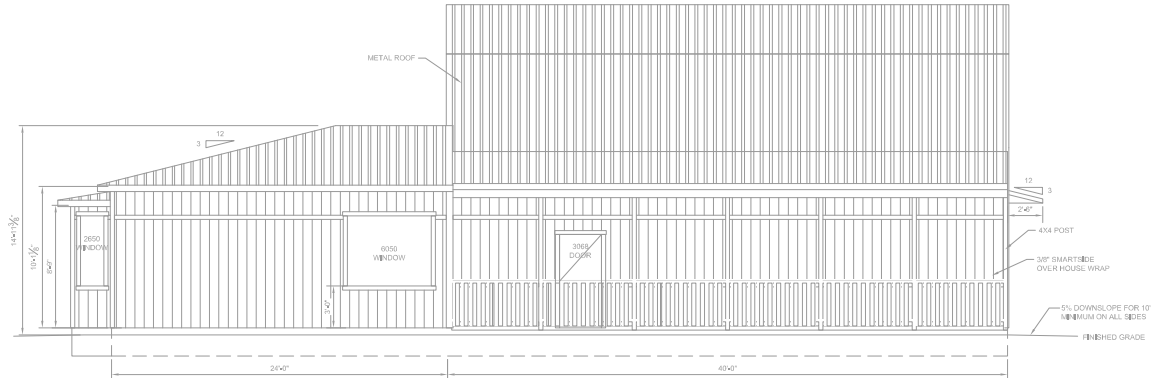 METAL ROOF
12
3
12
3
2'-6"
2650
WINDOW
6050
WINDOW
3068
DOOR
4X4 POST
3/8" SMARTSIDE
OVER HOUSE WRAP
14'-11 3/8"
10'-1 1/8"
8'-9"
3'-0"
5% DOWNSLOPE FOR 10'
MINIMUM ON ALL SIDES
FINISHED GRADE
24'-0"
40'-0"